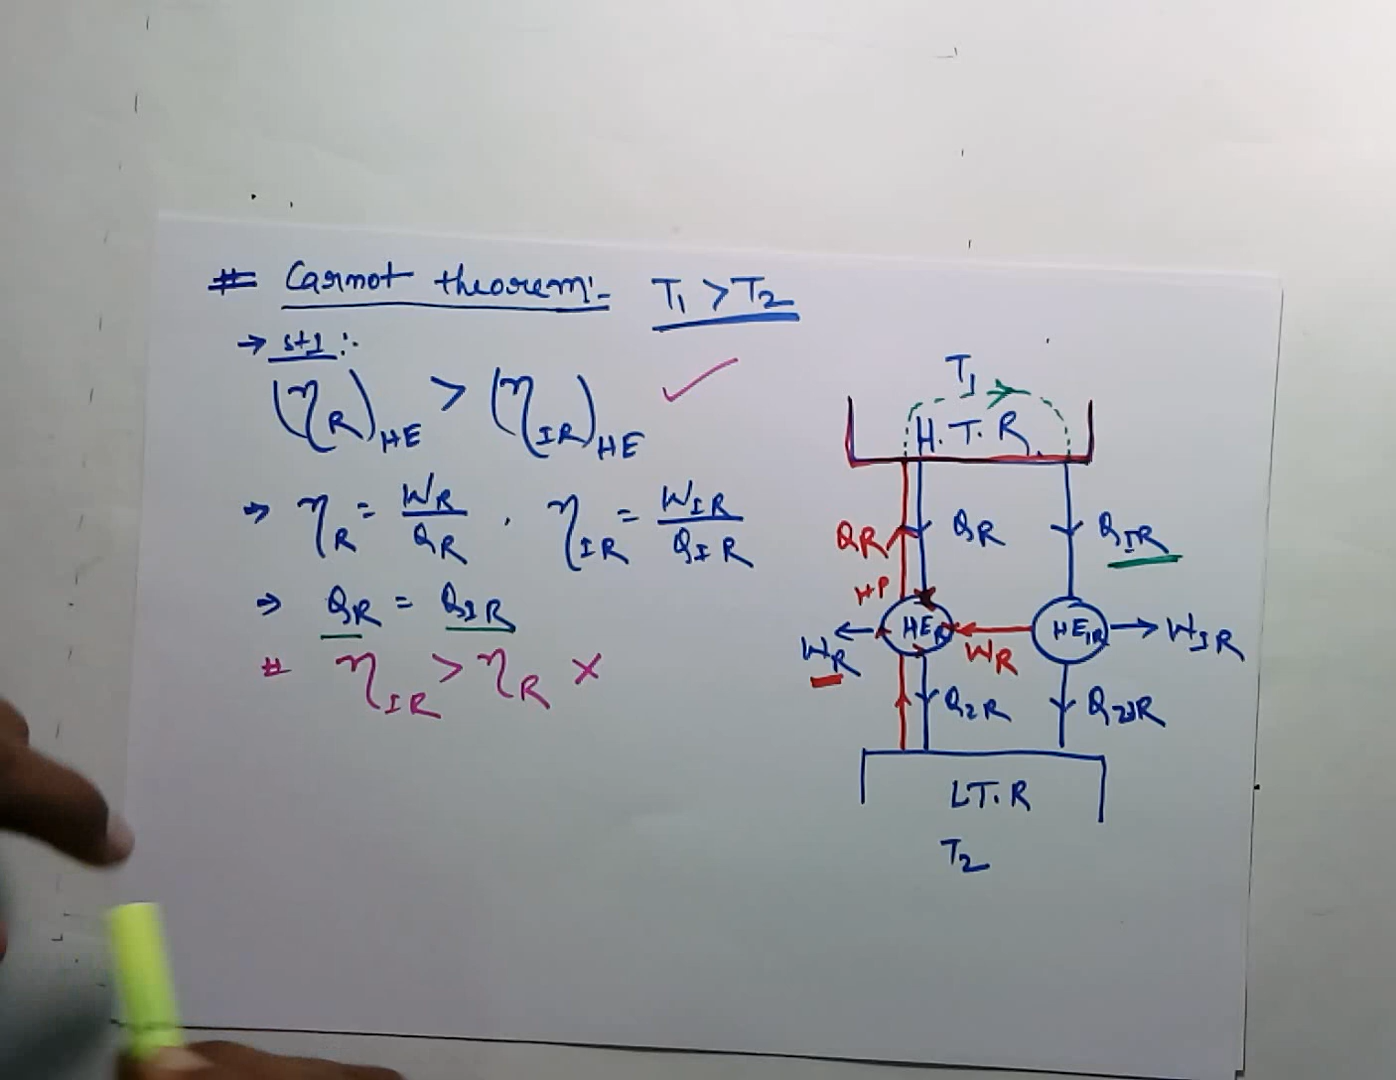 # Carnot theorem:- T1 > T2
→ st1 :-
(ηR)HE > (ηIR)HE ✓
⇒ ηR = WR/QR , ηIR = WIR/QIR
⇒ QR = QIR
# ηIR > ηR ×
T1
H.T.R.
QR QR QIR
HP
WR HER WR HEIR WIR
Q2R Q2IR
LT.R
T2